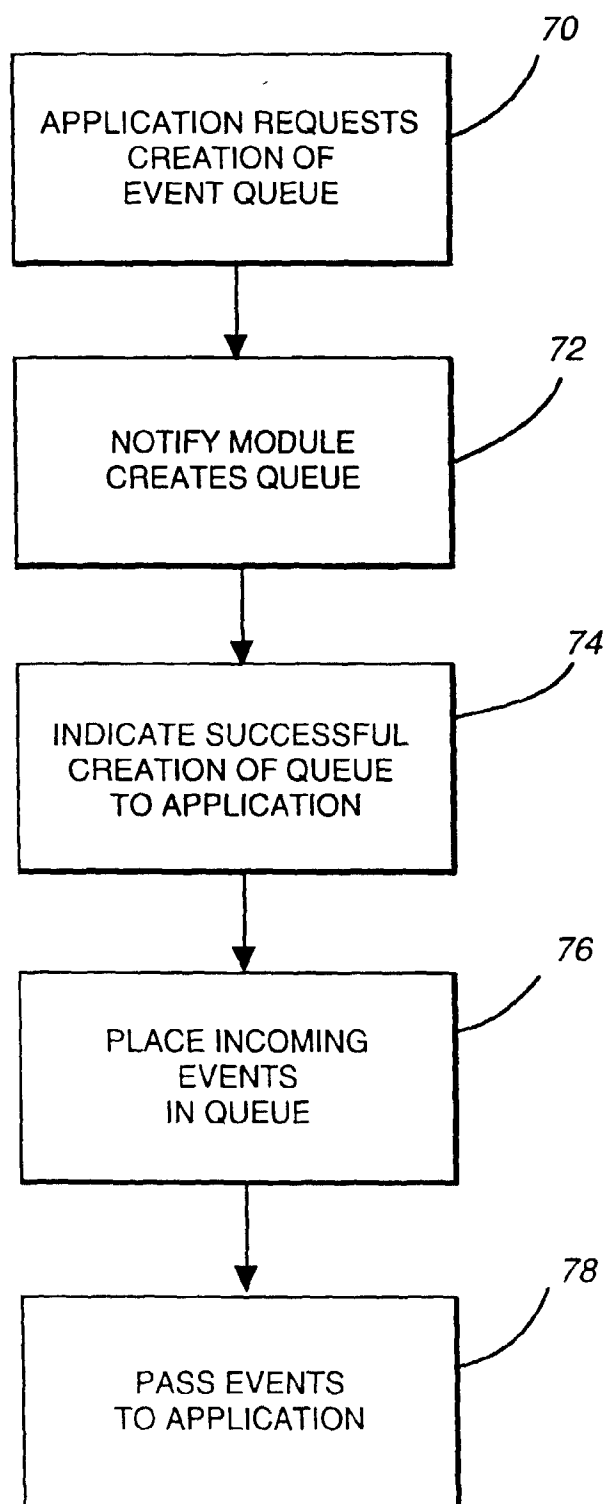 70
APPLICATION REQUESTS
CREATION OF
EVENT QUEUE
72
NOTIFY MODULE
CREATES QUEUE
74
INDICATE SUCCESSFUL
CREATION OF QUEUE
TO APPLICATION
76
PLACE INCOMING
EVENTS
IN QUEUE
78
PASS EVENTS
TO APPLICATION